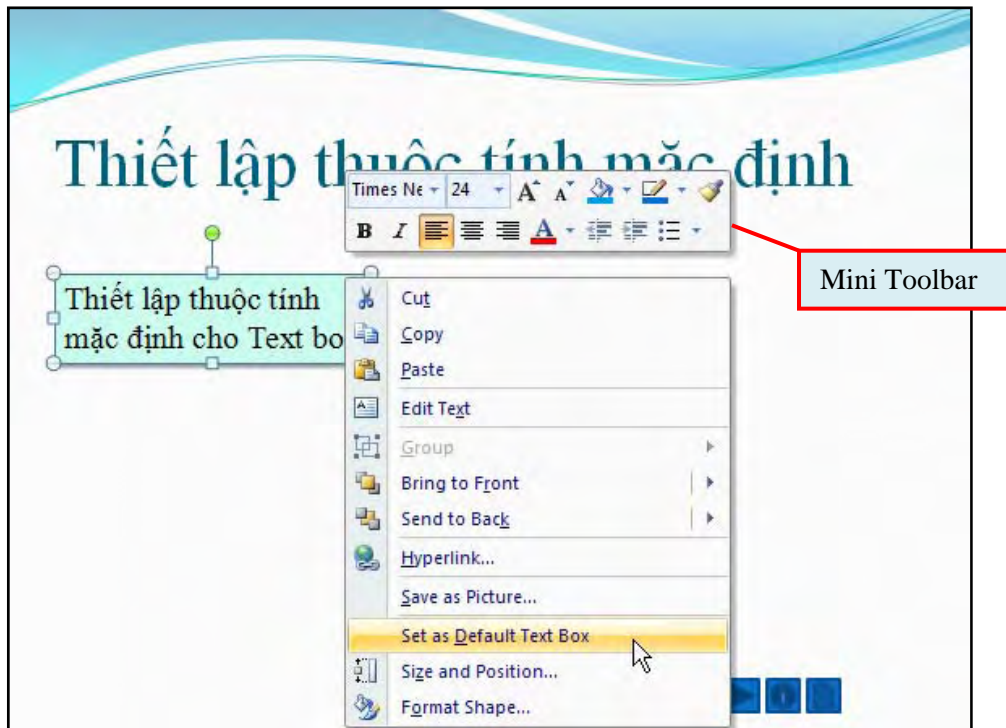 Thiết lập thuộc tính mặc định
Times Ne 24 A A
B I A
Mini Toolbar
Thiết lập thuộc tính
mặc định cho Text bo
Cut
Copy
Paste
Edit Text
Group
Bring to Front
Send to Back
Hyperlink...
Save as Picture...
Set as Default Text Box
Size and Position...
Format Shape...